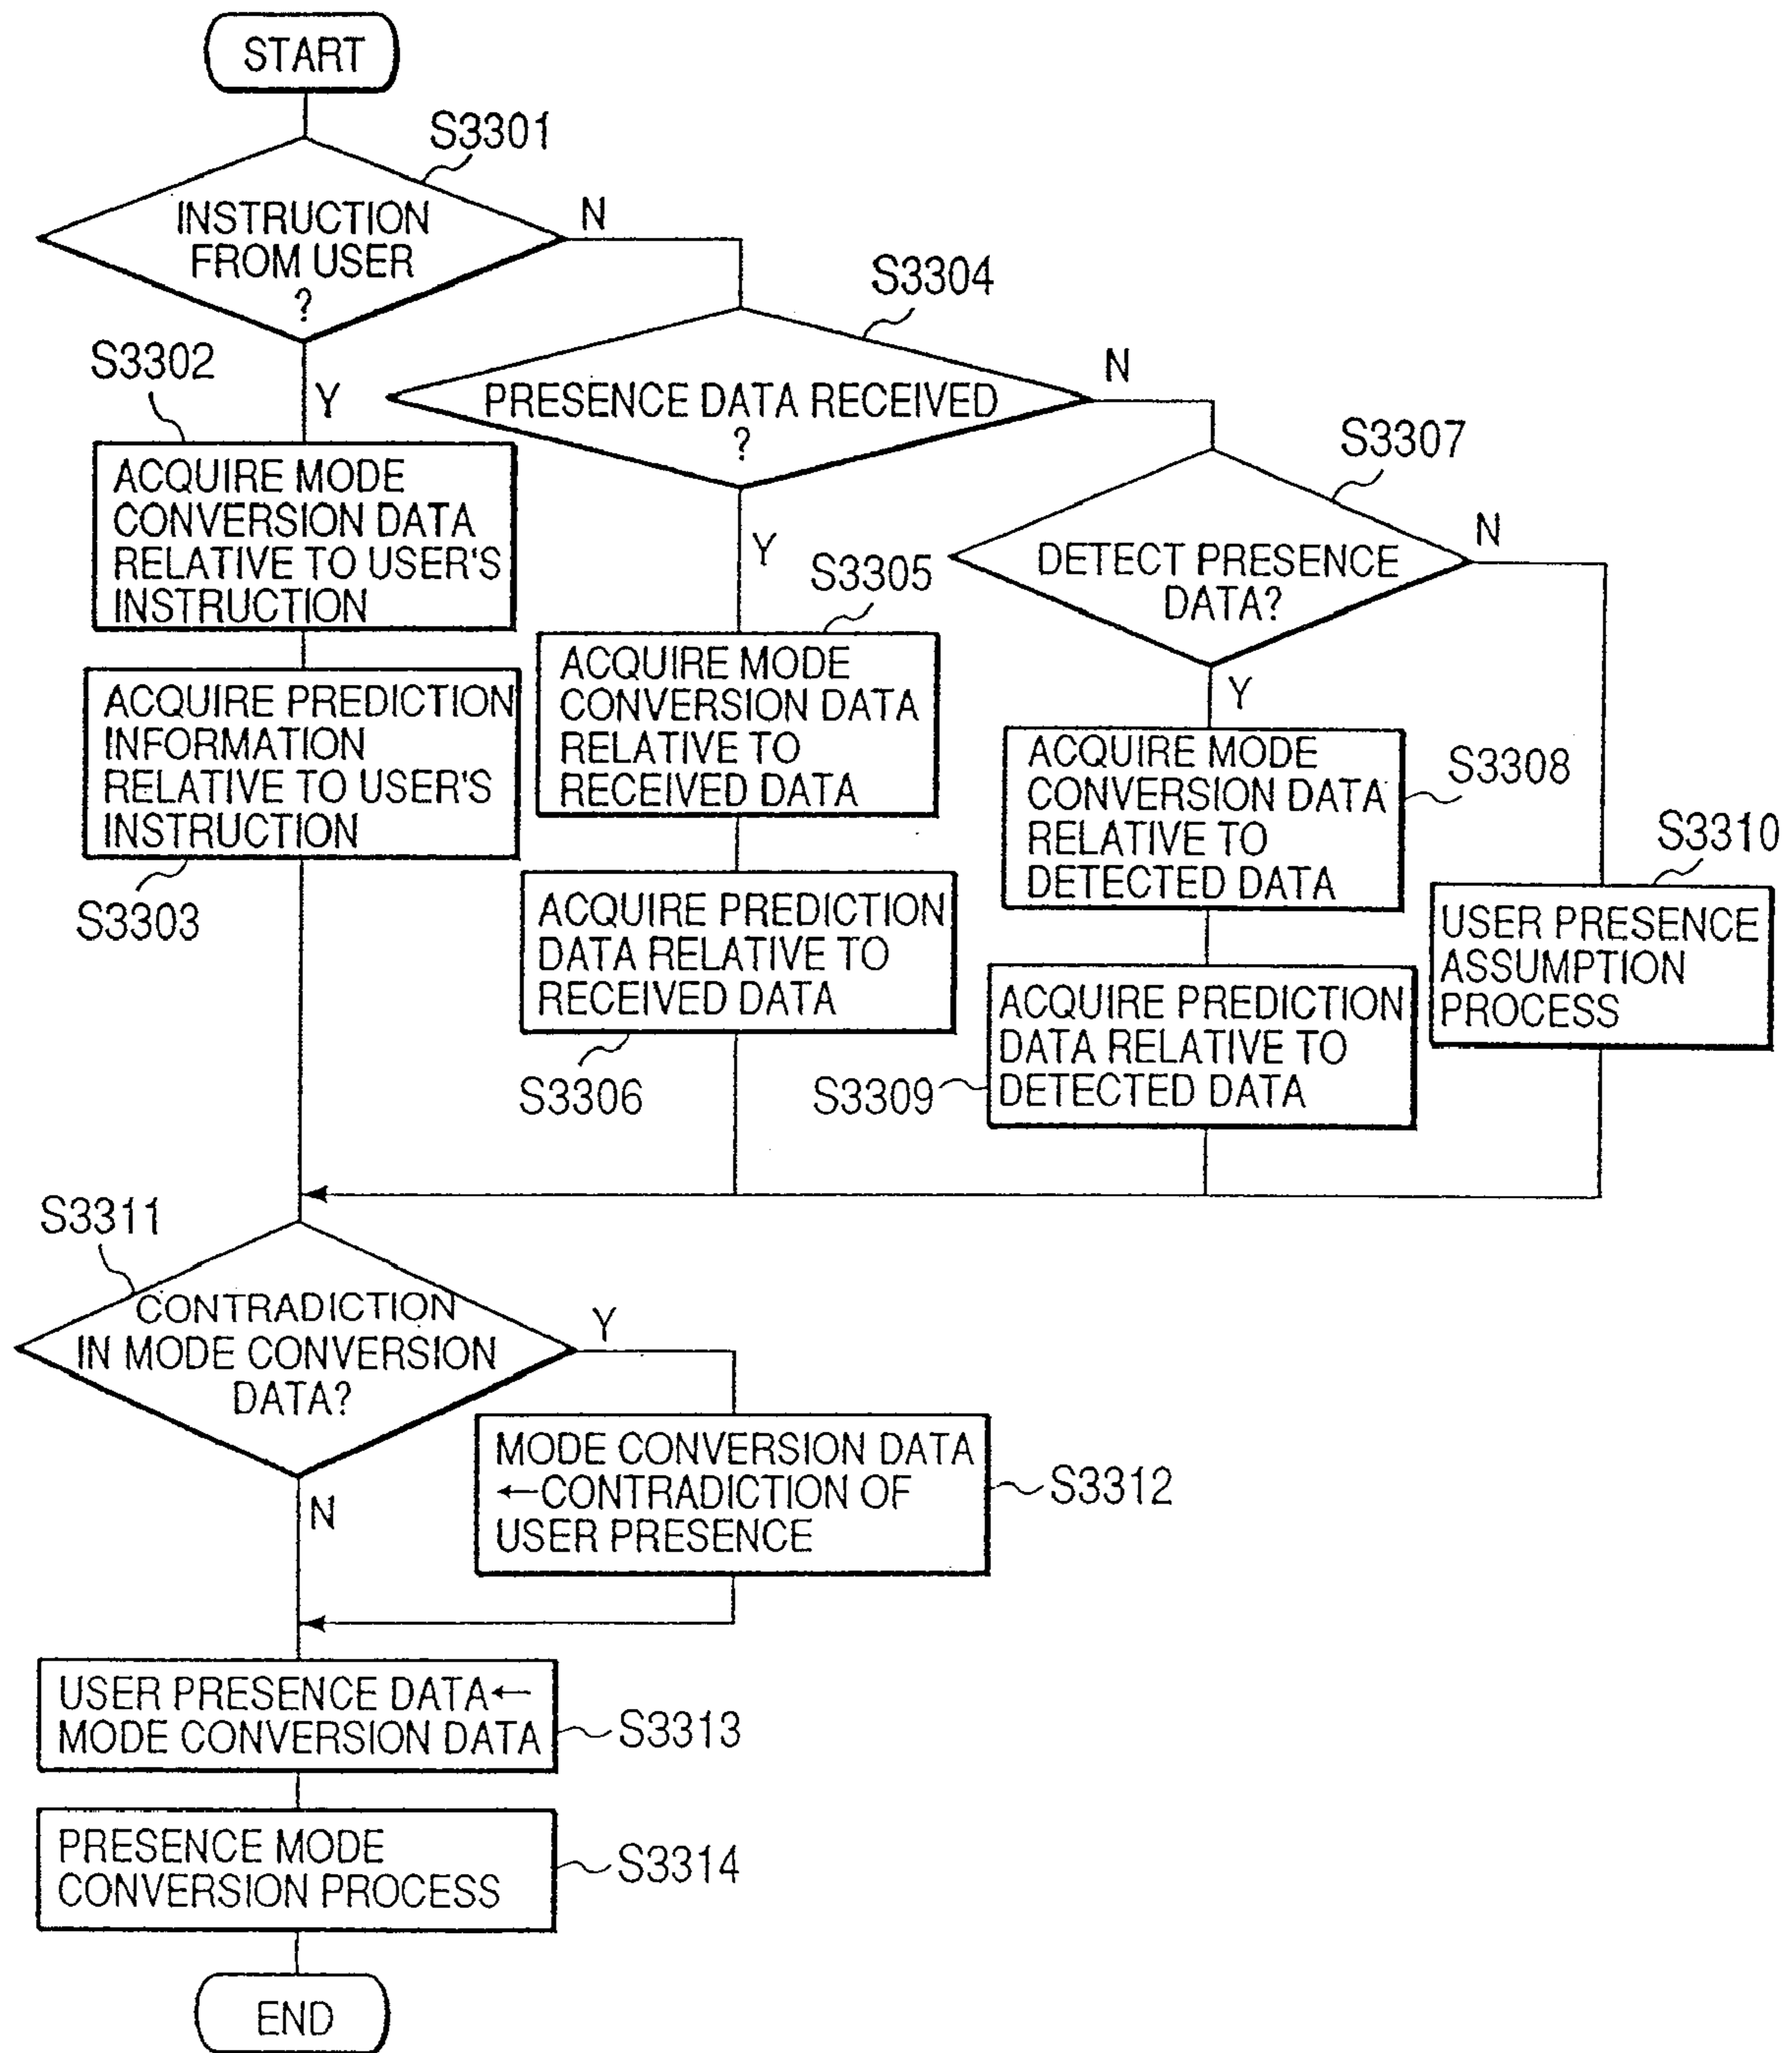 START
S3301
INSTRUCTION
FROM USER
?
N
Y
S3302
ACQUIRE MODE
CONVERSION DATA
RELATIVE TO USER'S
INSTRUCTION
ACQUIRE PREDICTION
INFORMATION
RELATIVE TO USER'S
INSTRUCTION
S3303
S3304
PRESENCE DATA RECEIVED
?
N
Y
S3305
ACQUIRE MODE
CONVERSION DATA
RELATIVE TO
RECEIVED DATA
ACQUIRE PREDICTION
DATA RELATIVE TO
RECEIVED DATA
S3306
S3307
DETECT PRESENCE
DATA?
N
Y
ACQUIRE MODE
CONVERSION DATA
RELATIVE TO
DETECTED DATA
S3308
ACQUIRE PREDICTION
DATA RELATIVE TO
DETECTED DATA
S3309
S3310
USER PRESENCE
ASSUMPTION
PROCESS
S3311
CONTRADICTION
IN MODE CONVERSION
DATA?
Y
N
MODE CONVERSION DATA
←CONTRADICTION OF
USER PRESENCE
S3312
USER PRESENCE DATA←
MODE CONVERSION DATA
S3313
PRESENCE MODE
CONVERSION PROCESS
S3314
END